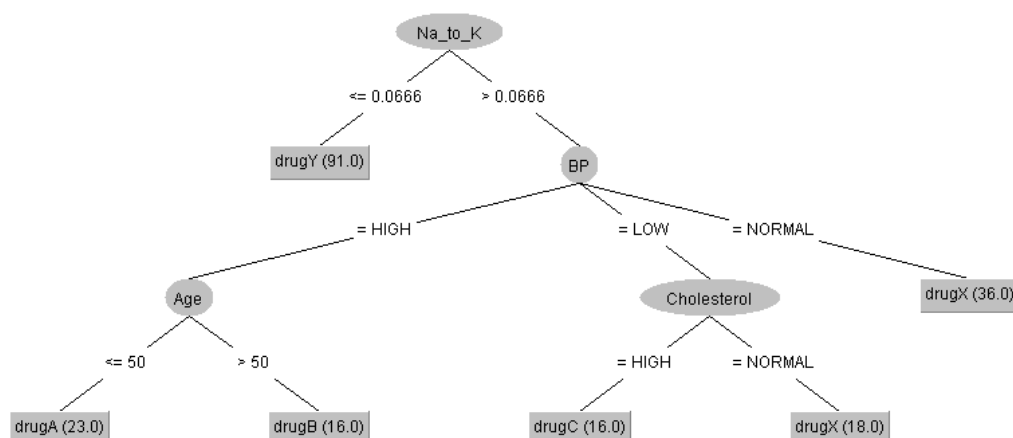 Na_to_K
<= 0.0666
> 0.0666
drugY (91.0)
BP
= HIGH
= LOW
= NORMAL
Age
Cholesterol
drugX (36.0)
<= 50
> 50
= HIGH
= NORMAL
drugA (23.0)
drugB (16.0)
drugC (16.0)
drugX (18.0)